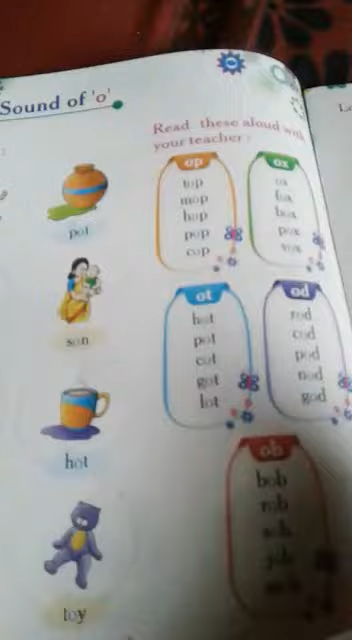 Sound of 'o'
pot
son
hot
toy
Read these aloud with
your teacher :
op
top
mop
hop
pop
cop
ox
ox
fox
box
pox
ot
hot
pot
cot
got
lot
od
rod
cod
pod
nod
god
ob
bob
rob
sob
job